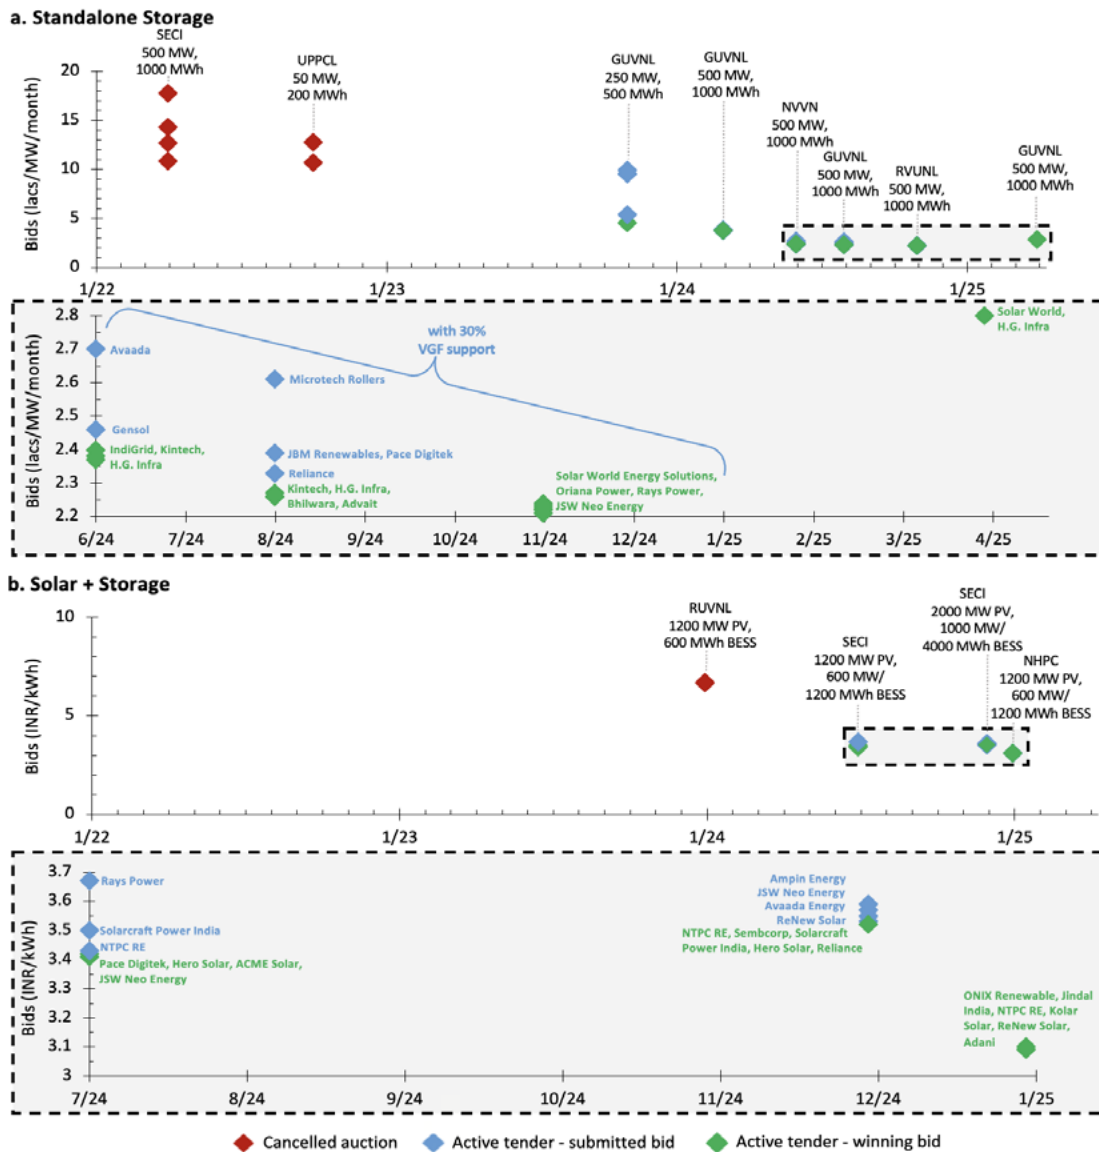 a. Standalone Storage
SECI
500 MW,
1000 MWh
UPPCL
50 MW,
200 MWh
GUVNL
250 MW,
500 MWh
GUVNL
500 MW,
1000 MWh
NVVN
500 MW,
1000 MWh
GUVNL
500 MW,
1000 MWh
RVUNL
500 MW,
1000 MWh
GUVNL
500 MW,
1000 MWh
Bids (lacs/MW/month)
20
15
10
5
0
1/22
1/23
1/24
1/25
Bids (lacs/MW/month)
2.8
2.7
2.6
2.5
2.4
2.3
2.2
with 30%
VGF support
Solar World,
H.G. Infra
Avaada
Microtech Rollers
Gensol
IndiGrid, Kintech,
H.G. Infra
JBM Renewables, Pace Digitek
Reliance
Kintech, H.G. Infra,
Bhilwara, Advait
Solar World Energy Solutions,
Oriana Power, Rays Power,
JSW Neo Energy
6/24
7/24
8/24
9/24
10/24
11/24
12/24
1/25
2/25
3/25
4/25
b. Solar + Storage
RUVNL
1200 MW PV,
600 MWh BESS
SECI
1200 MW PV,
600 MW/
1200 MWh BESS
SECI
2000 MW PV,
1000 MW/
4000 MWh BESS
NHPC
1200 MW PV,
600 MW/
1200 MWh BESS
Bids (INR/kWh)
10
5
0
1/22
1/23
1/24
1/25
Bids (INR/kWh)
3.7
3.6
3.5
3.4
3.3
3.2
3.1
3
Rays Power
Solarcraft Power India
NTPC RE
Pace Digitek, Hero Solar, ACME Solar,
JSW Neo Energy
Ampin Energy
JSW Neo Energy
Avaada Energy
ReNew Solar
NTPC RE, Sembcorp, Solarcraft
Power India, Hero Solar, Reliance
ONIX Renewable, Jindal
India, NTPC RE, Kolar
Solar, ReNew Solar,
Adani
7/24
8/24
9/24
10/24
11/24
12/24
1/25
Cancelled auction
Active tender - submitted bid
Active tender - winning bid